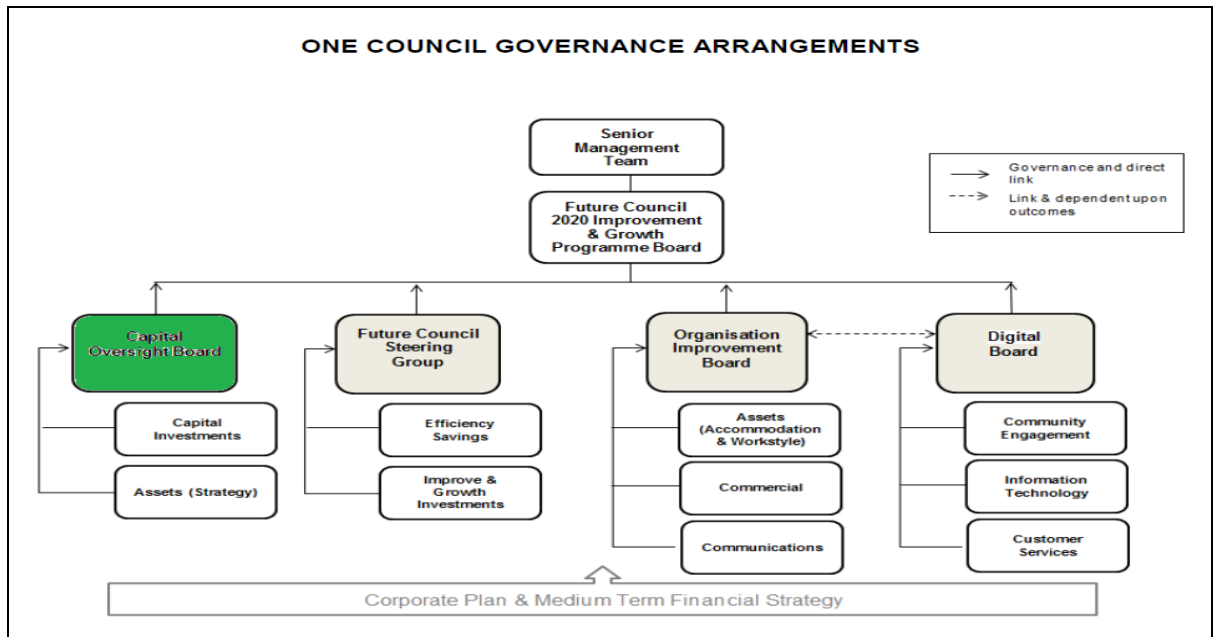 ONE COUNCIL GOVERNANCE ARRANGEMENTS
Senior
Management
Team
Governance and direct
link
Link & dependent upon
outcomes
Future Council
2020 Improvement
& Growth
Programme Board
Capital
Oversight Board
Future Council
Steering
Group
Organisation
Improvement
Board
Digital
Board
Capital
Investments
Assets (Strategy)
Efficiency
Savings
Improve &
Growth
Investments
Assets
(Accommodation
& Workstyle)
Commercial
Communications
Community
Engagement
Information
Technology
Customer
Services
Corporate Plan & Medium Term Financial Strategy